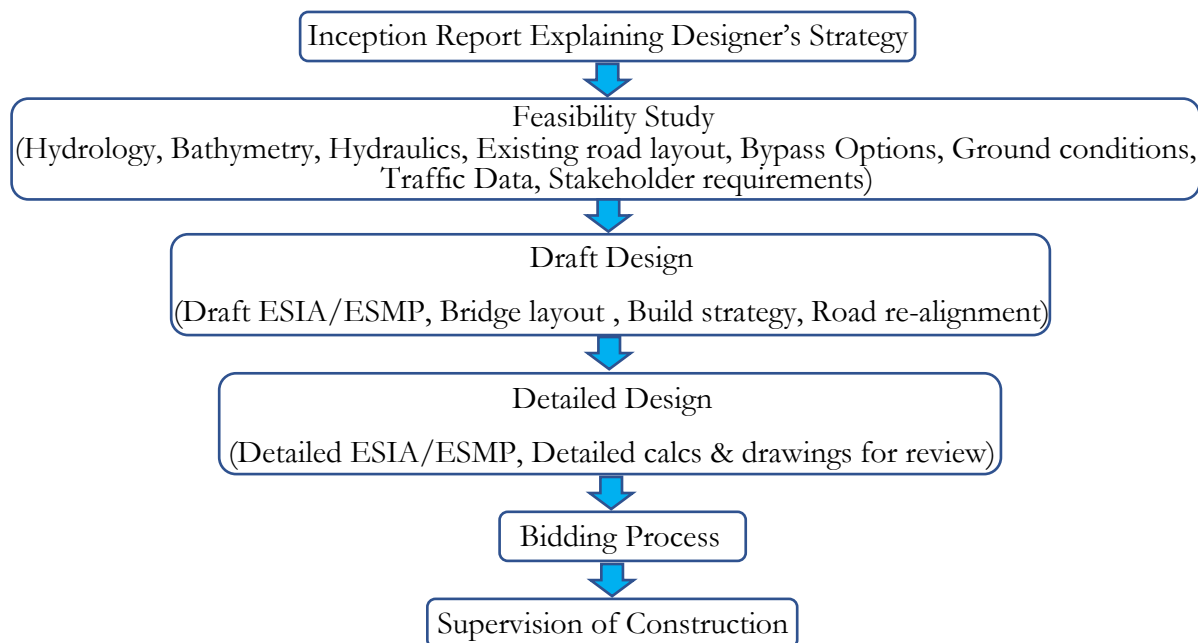 Inception Report Explaining Designer’s Strategy
Feasibility Study
(Hydrology, Bathymetry, Hydraulics, Existing road layout, Bypass Options, Ground conditions,
Traffic Data, Stakeholder requirements)
Draft Design
(Draft ESIA/ESMP, Bridge layout , Build strategy, Road re-alignment)
Detailed Design
(Detailed ESIA/ESMP, Detailed calcs & drawings for review)
Bidding Process
Supervision of Construction